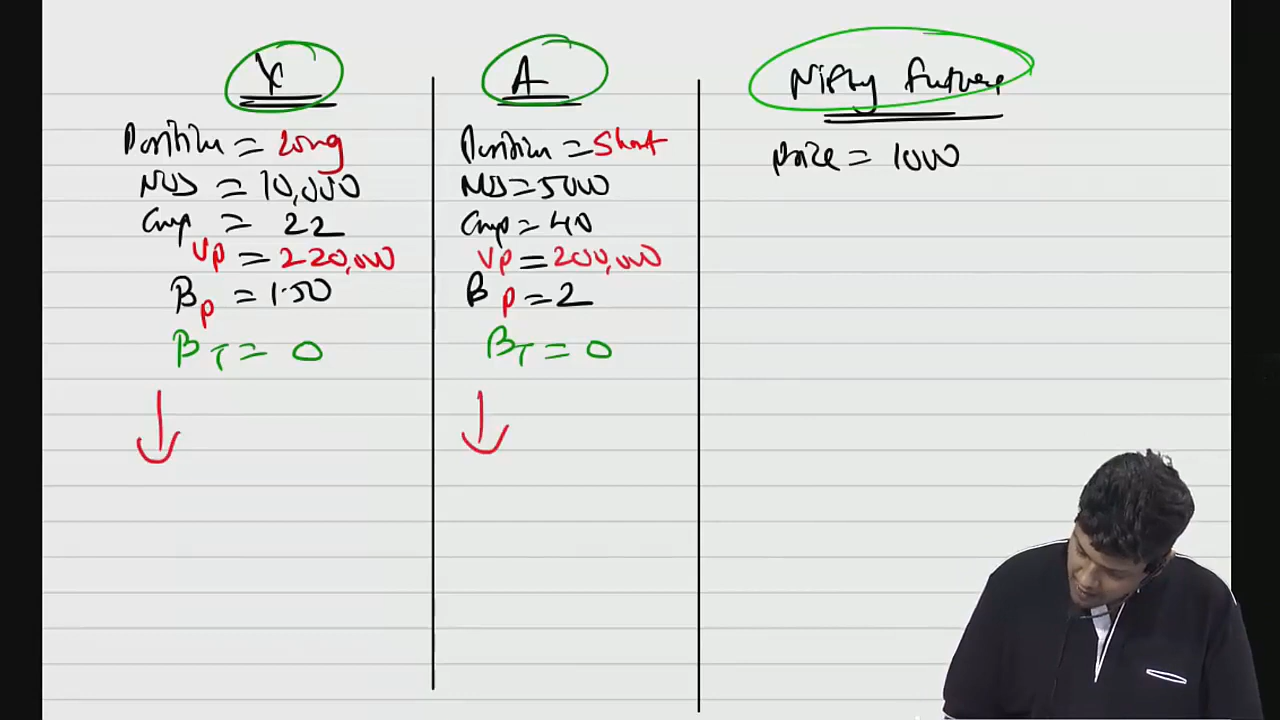 X
Position = Long
NOS = 10,000
Cmp = 22
VP = 220,000
βp = 1.50
βT = 0
A
Position = Short
NOS = 5000
Cmp = 40
VP = 200,000
βp = 2
βT = 0
Nifty Future
Price = 1000